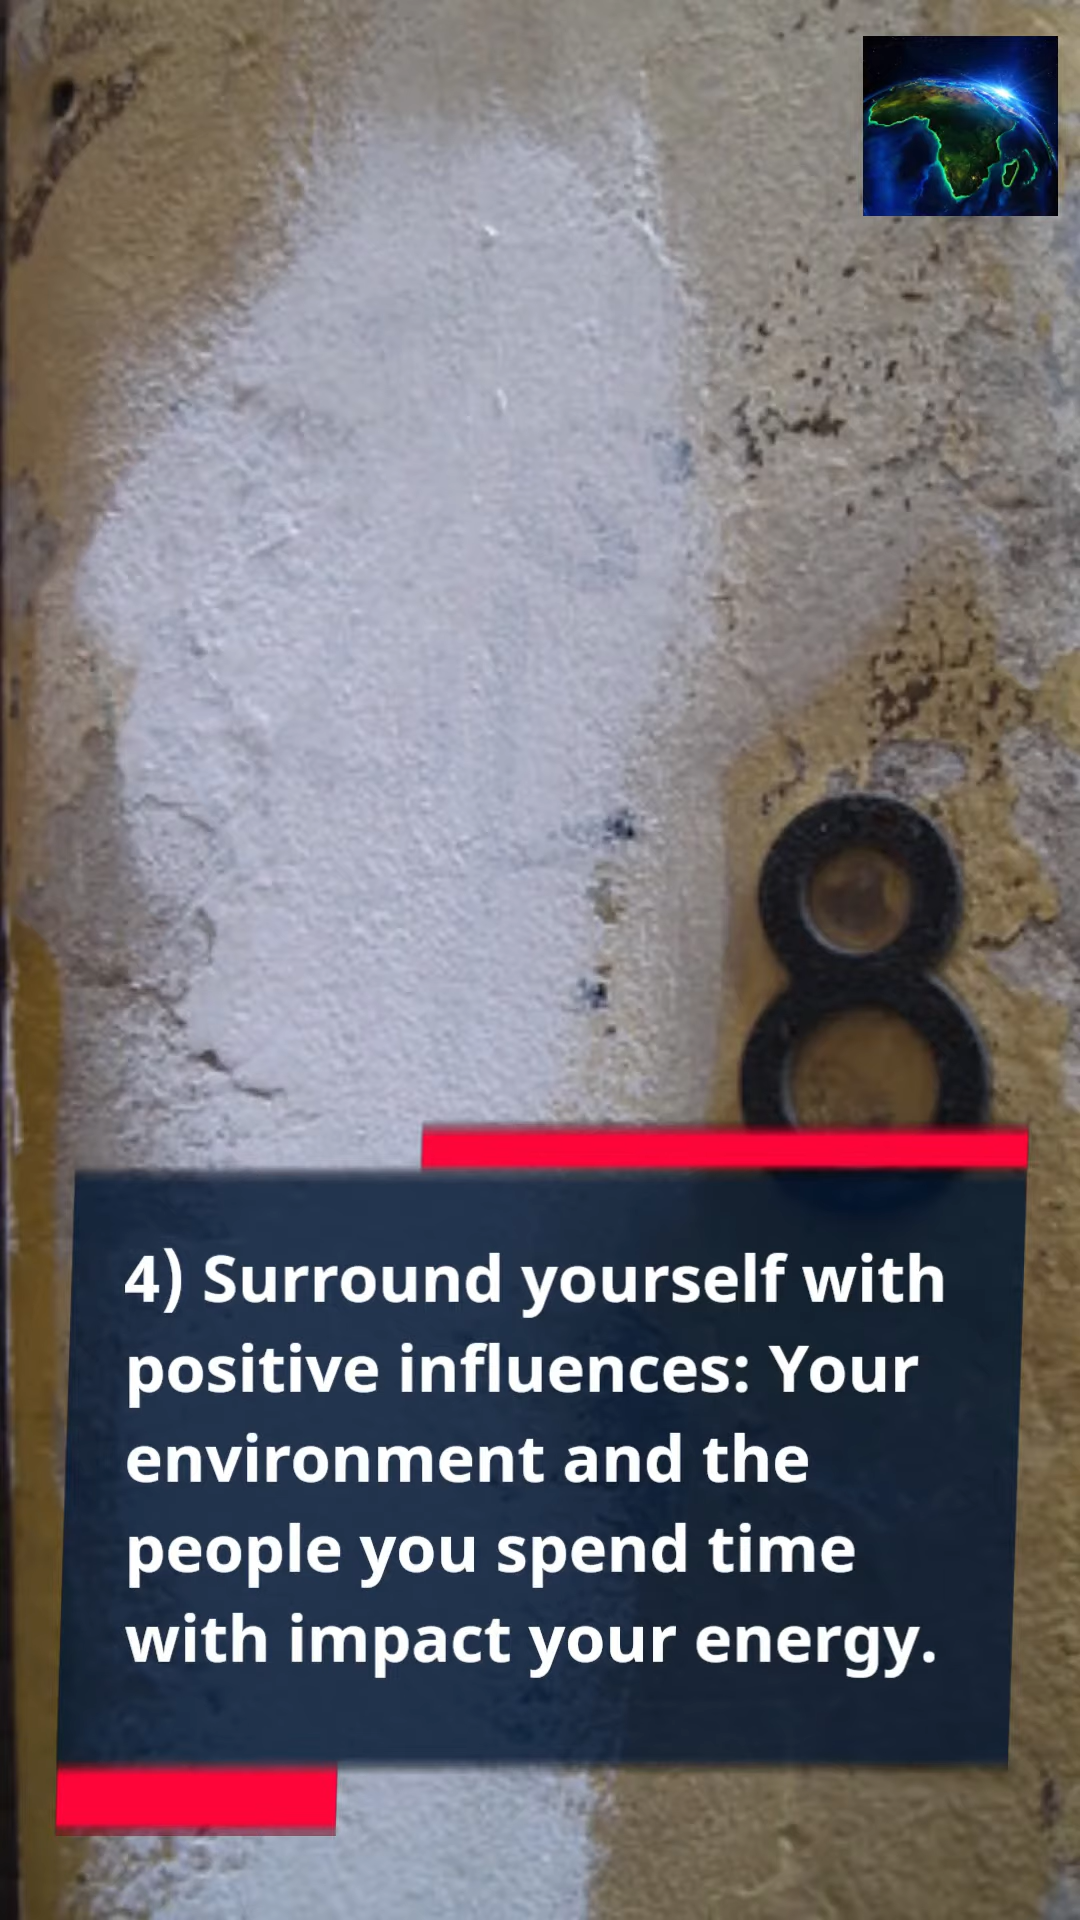 8
4) Surround yourself with
positive influences: Your
environment and the
people you spend time
with impact your energy.